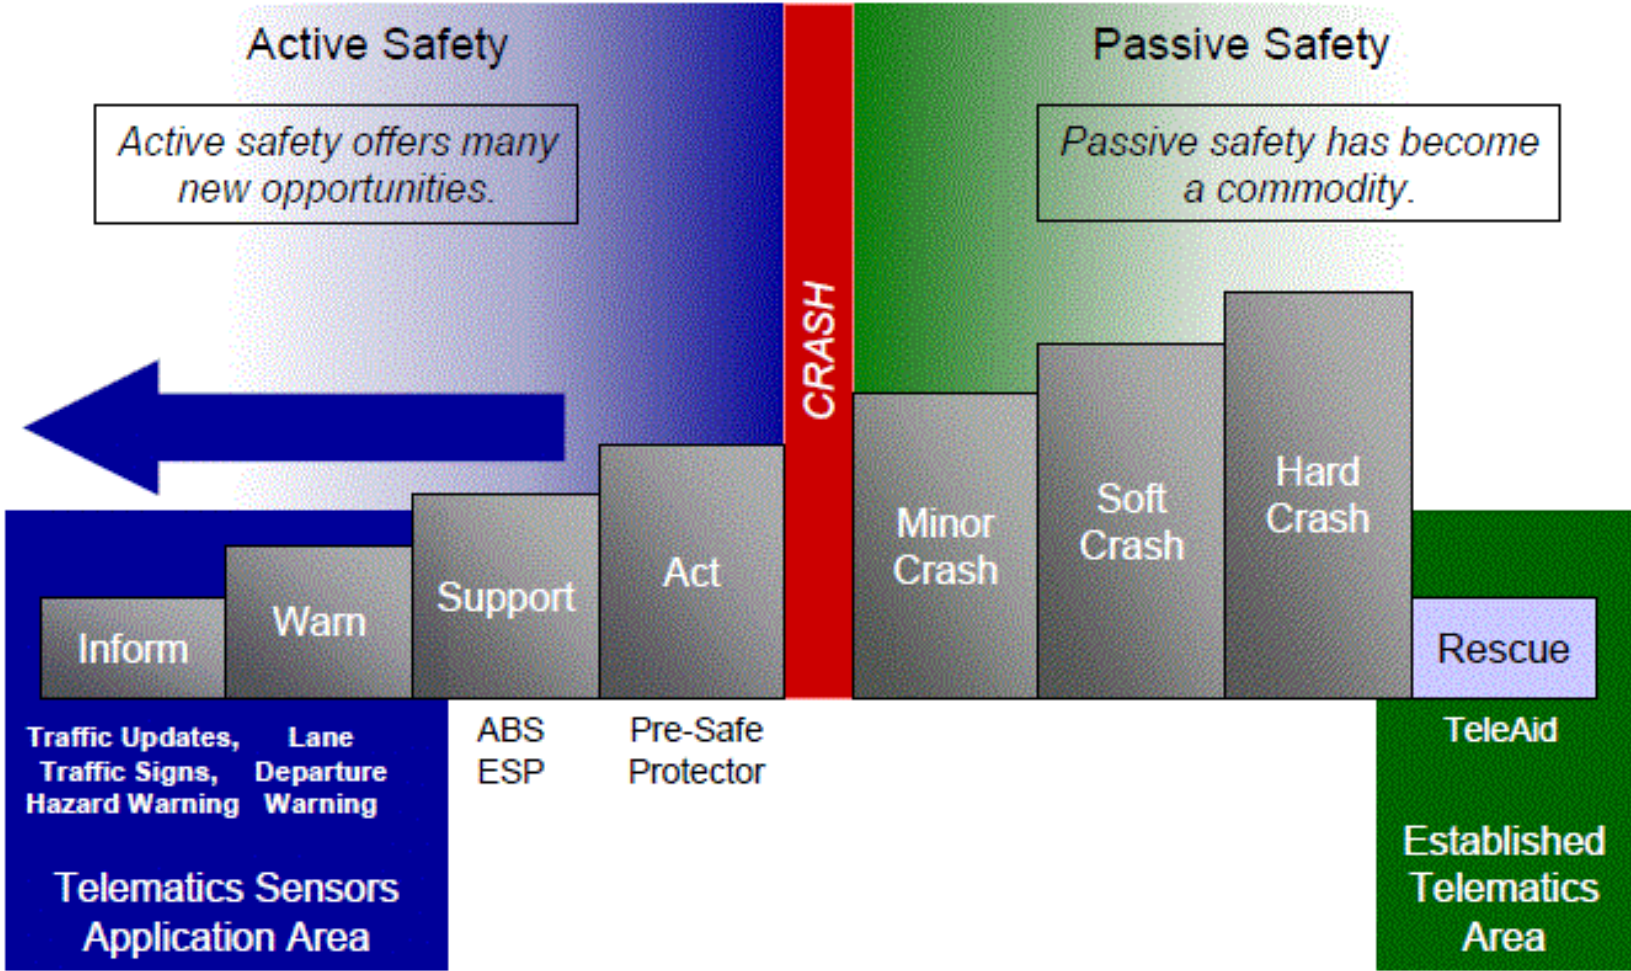 Active Safety
Passive Safety
Active safety offers many
new opportunities.
Passive safety has become
a commodity.
CRASH
Inform
Warn
Support
Act
Minor
Crash
Soft
Crash
Hard
Crash
Rescue
Traffic Updates,
Traffic Signs,
Hazard Warning
Lane
Departure
Warning
ABS
ESP
Pre-Safe
Protector
TeleAid
Telematics Sensors
Application Area
Established
Telematics
Area